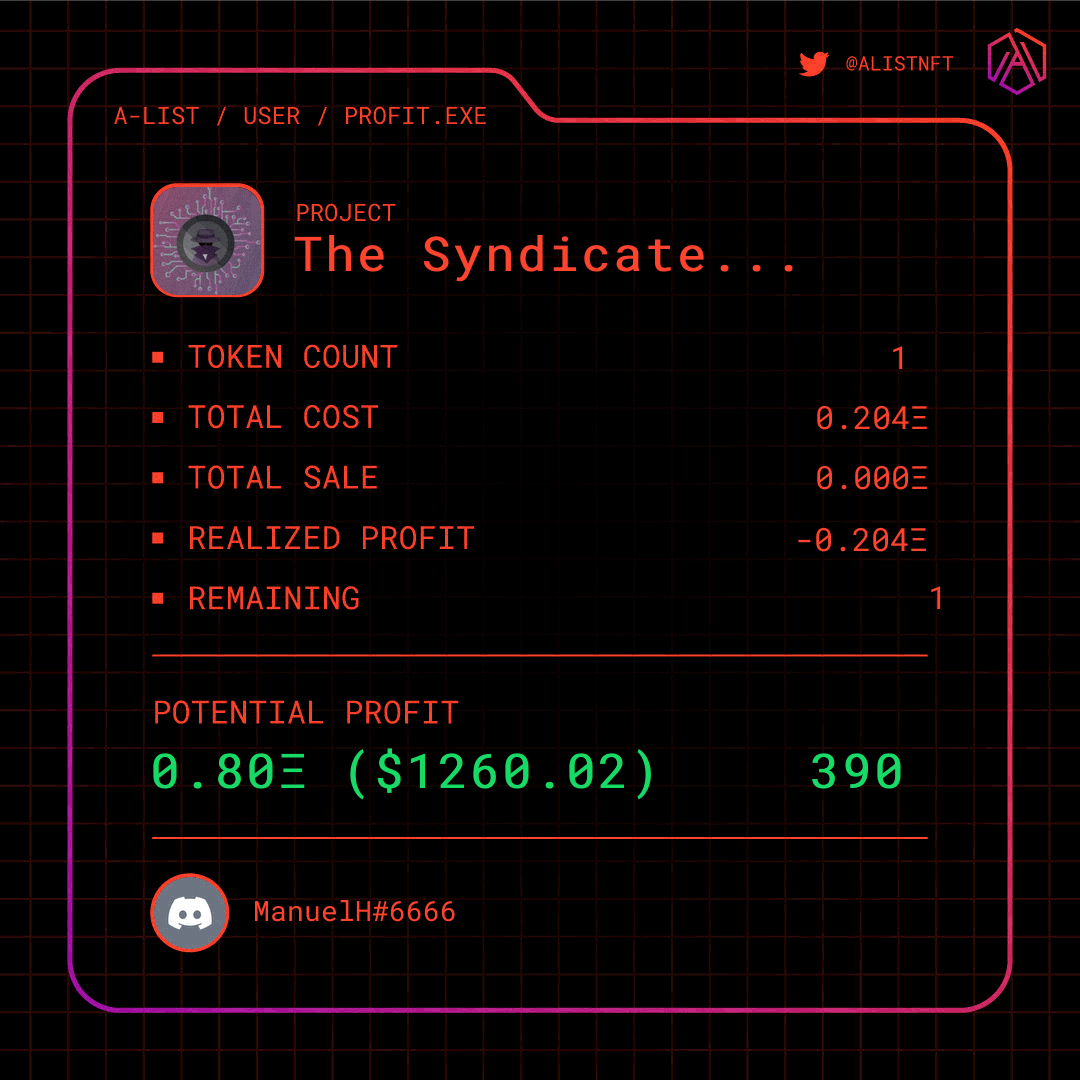 @ALISTNFT
A-LIST / USER / PROFIT.EXE
PROJECT
The Syndicate...
TOKEN COUNT 1
TOTAL COST 0.204Ξ
TOTAL SALE 0.000Ξ
REALIZED PROFIT -0.204Ξ
REMAINING 1
POTENTIAL PROFIT
0.80Ξ ($1260.02) 390
ManuelH#6666